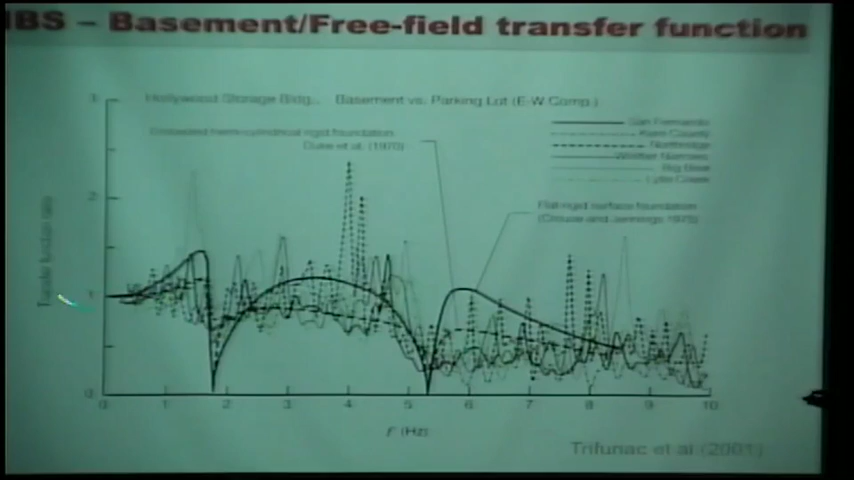 IBS – Basement/Free-field transfer function
Hollywood Storage Bldg., Basement vs. Parking Lot (E-W Comp.)
San Fernando
Kern County
Northridge
Whittier Narrows
Big Bear
Lytle Creek
Embedded hemi-cylindrical rigid foundation
Duke et al. (1970)
Flat rigid surface foundation
(Crouse and Jennings 1975)
3
2
1
0
0 1 2 3 4 5 6 7 8 9 10
F (Hz)
Trifunac et al (2001)